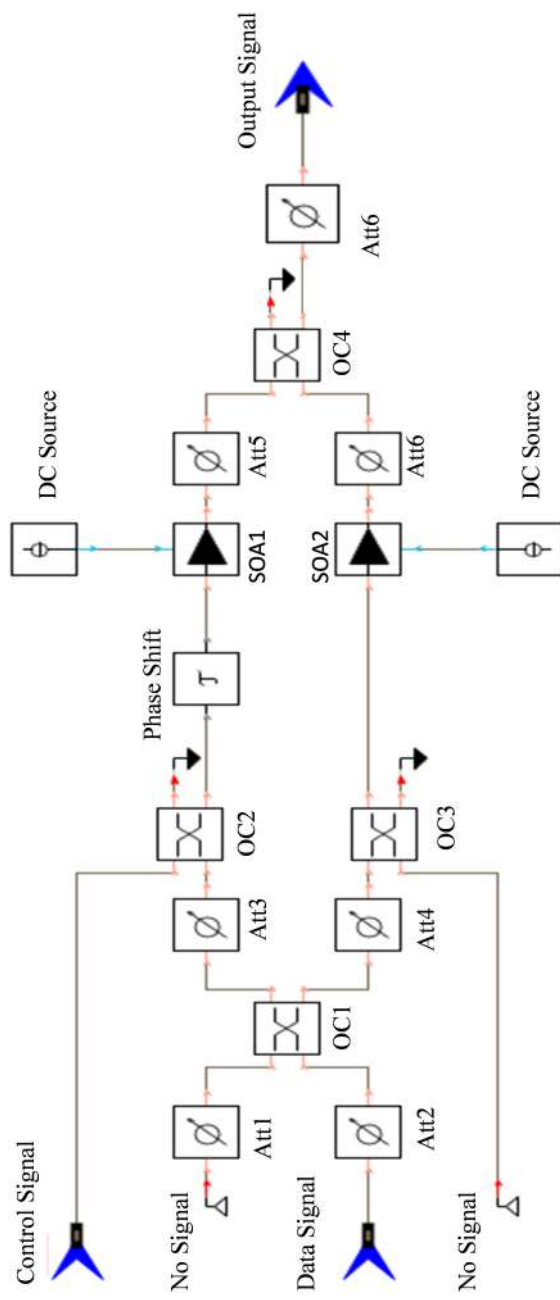 Control Signal
No Signal
Data Signal
No Signal
Att1
Att2
OC1
Att3
Att4
OC2
OC3
Phase Shift
τ
SOA1
SOA2
DC Source
DC Source
Att5
Att6
OC4
Att6
Output Signal